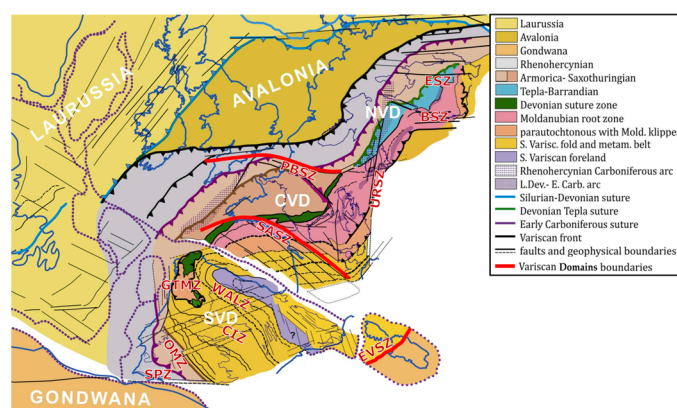 LAURUSSIA
AVALONIA
NVD
ESZ
BSZ
PBSZ
CVD
URSZ
SASZ
GTMZ
WALZ
SVD
CIZ
OMZ
SPZ
?
EVSZ
GONDWANA
Laurussia
Avalonia
Gondwana
Rhenohercynian
Armorica- Saxothuringian
Tepla-Barrandian
Devonian suture zone
Moldanubian root zone
parautochtonous with Mold. klippes
S. Varisc. fold and metam. belt
S. Variscan foreland
Rhenohercynian Carboniferous arc
L.Dev.- E. Carb. arc
Silurian-Devonian suture
Devonian Tepla suture
Early Carboniferous suture
Variscan front
faults and geophysical boundaries
Variscan Domains boundaries